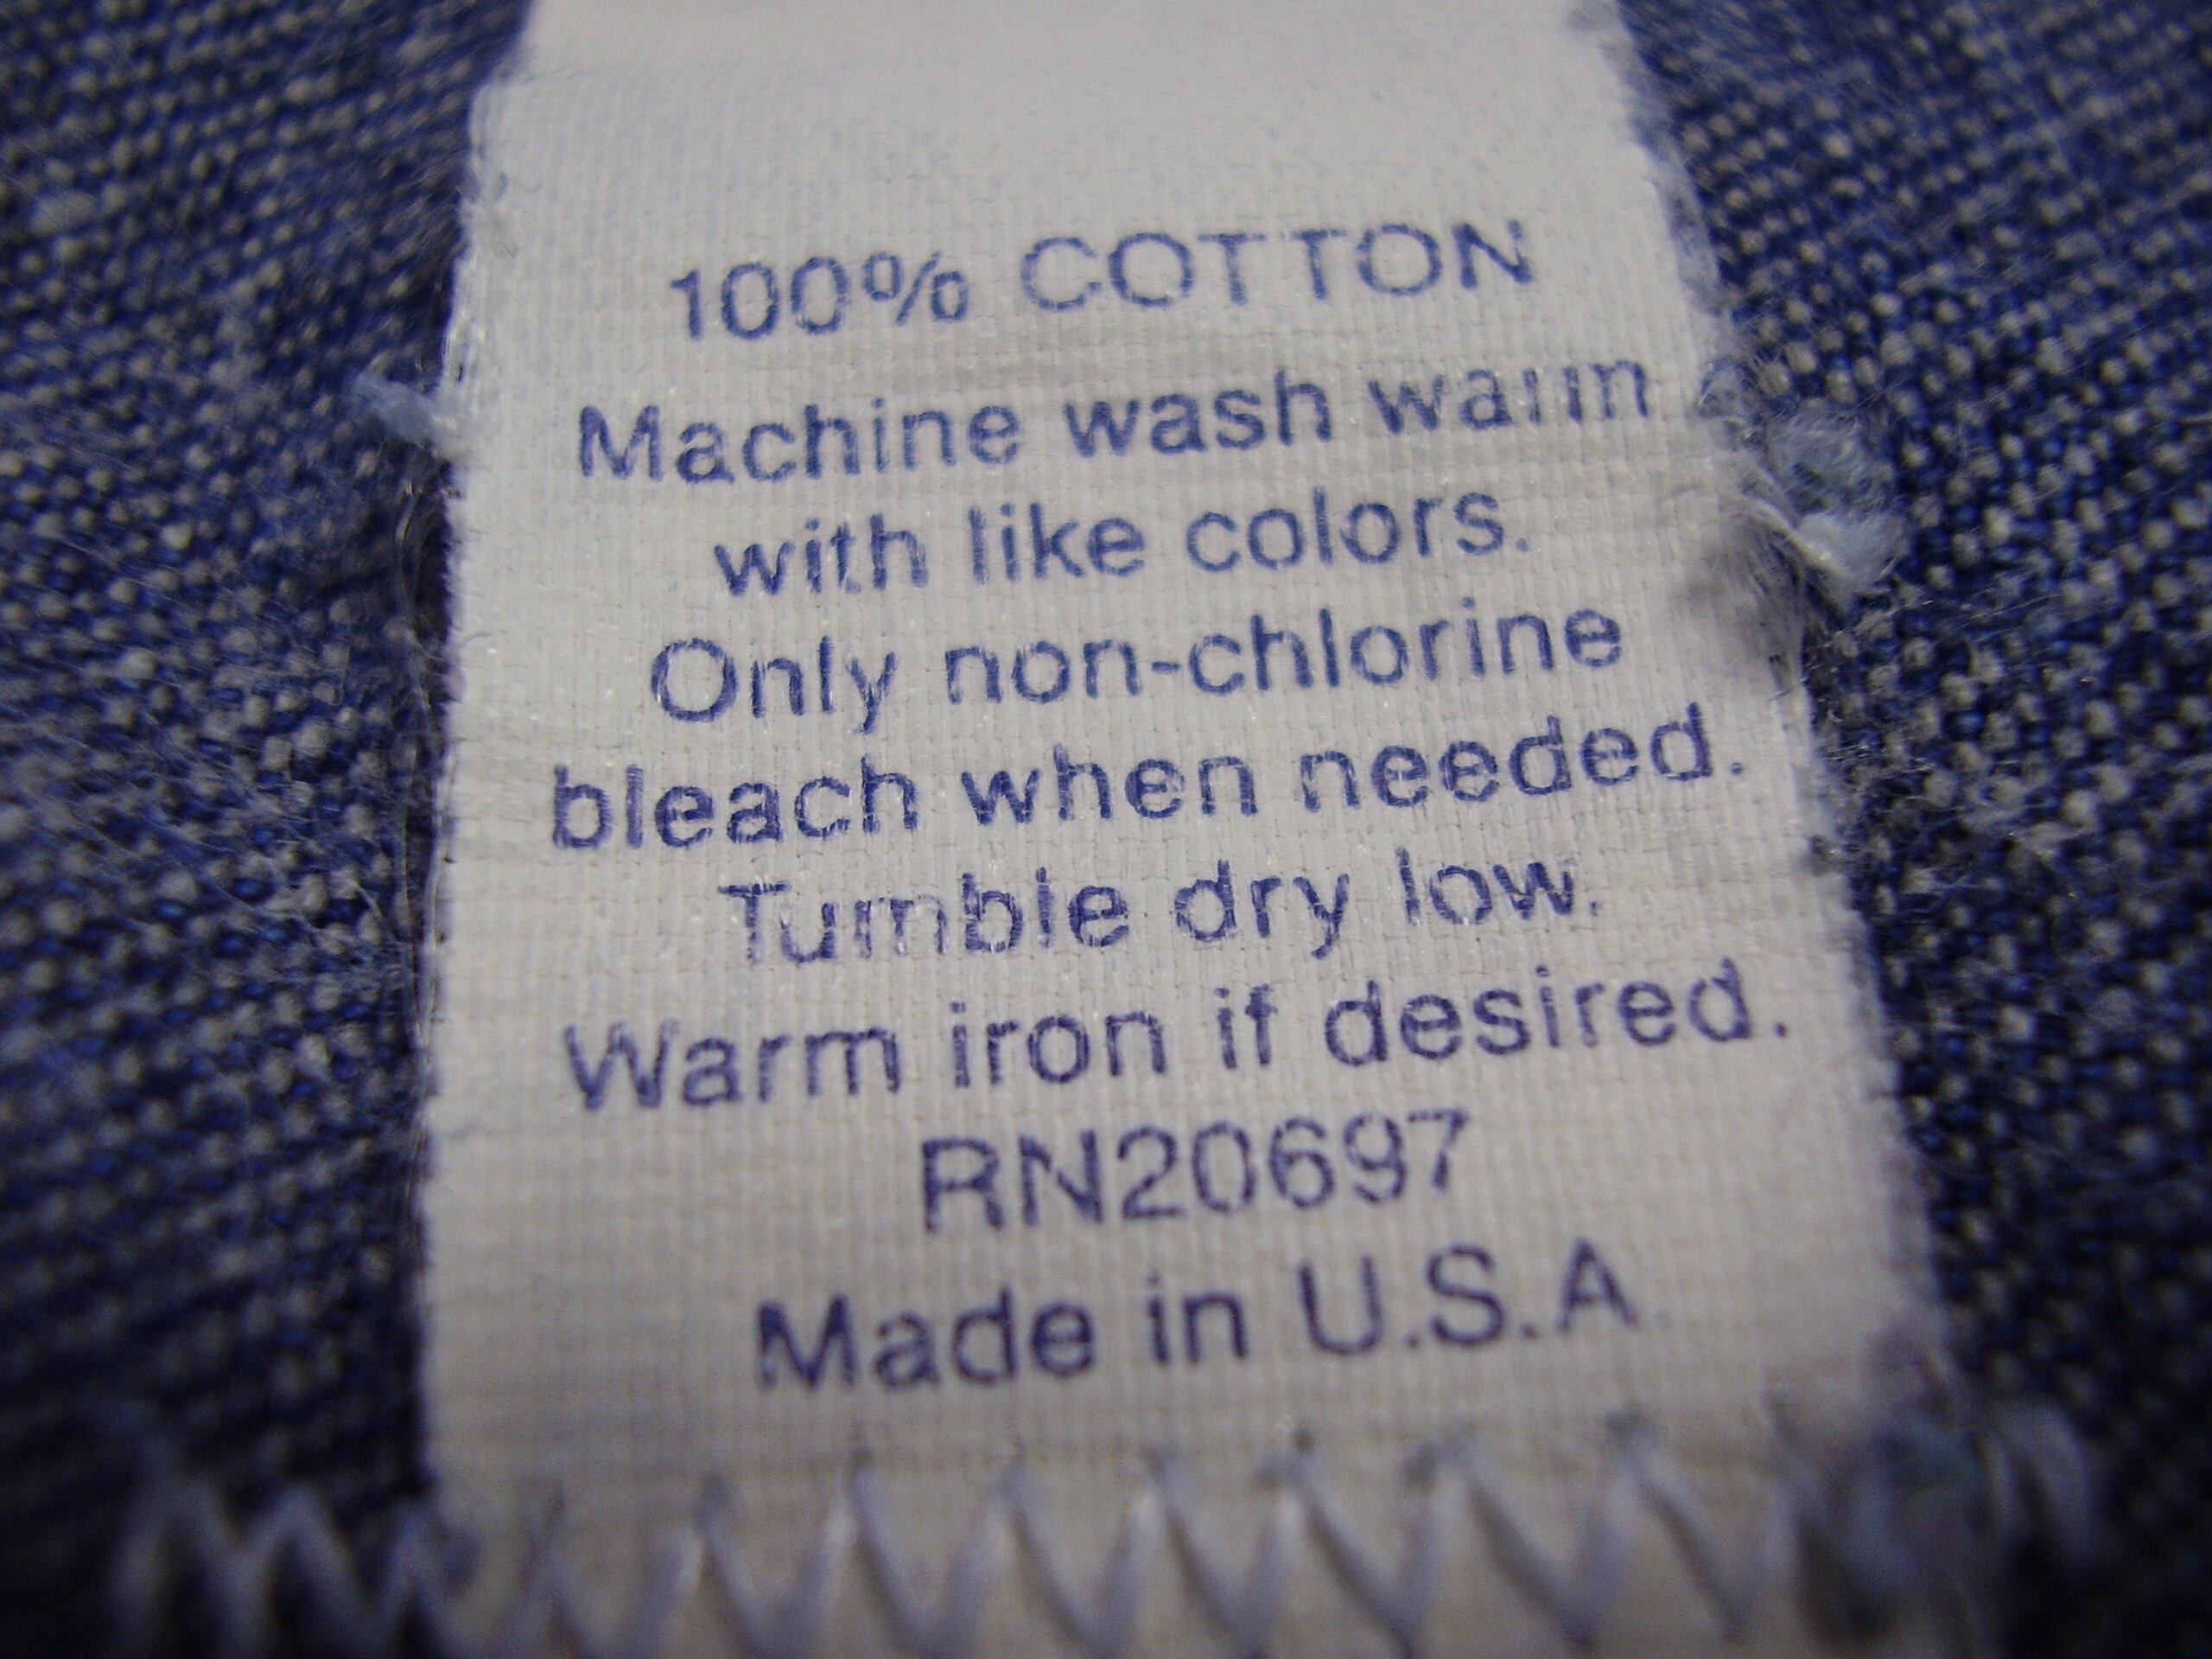 100% COTTON
Machine wash warm
with like colors.
Only non-chlorine
bleach when needed.
Tumble dry low.
Warm iron if desired.
RN20697
Made in U.S.A